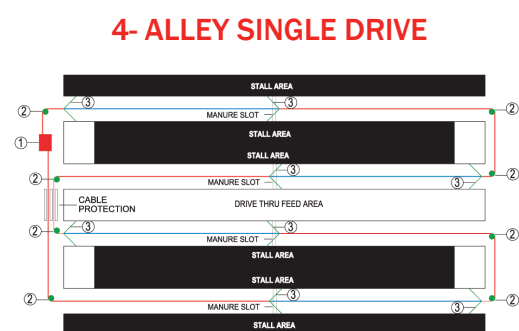 4- ALLEY SINGLE DRIVE
STALL AREA
② ③ ③ ②
MANURE SLOT
①
STALL AREA
STALL AREA
② ③ ②
MANURE SLOT ③
CABLE
PROTECTION
DRIVE THRU FEED AREA
② ③ ③ ②
MANURE SLOT
STALL AREA
STALL AREA
② ③ ②
MANURE SLOT ③
STALL AREA